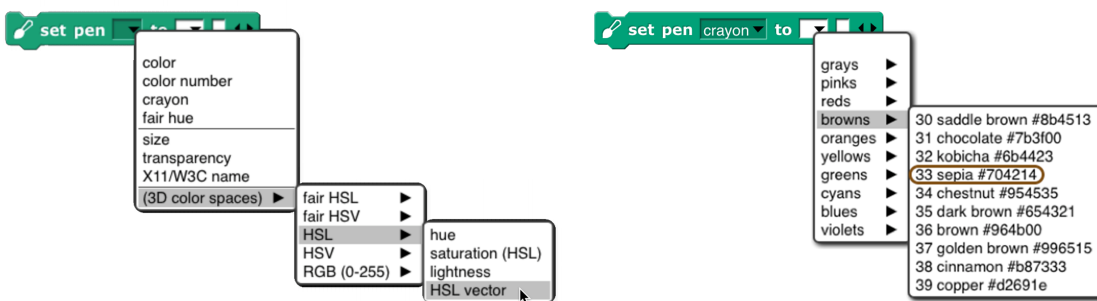 set pen to
color
color number
crayon
fair hue
size
transparency
X11/W3C name
(3D color spaces)
fair HSL
fair HSV
HSL
HSV
RGB (0-255)
hue
saturation (HSL)
lightness
HSL vector
set pen crayon to
grays
pinks
reds
browns
oranges
yellows
greens
cyans
blues
violets
30 saddle brown #8b4513
31 chocolate #7b3f00
32 kobicha #6b4423
33 sepia #704214
34 chestnut #954535
35 dark brown #654321
36 brown #964b00
37 golden brown #996515
38 cinnamon #b87333
39 copper #d2691e